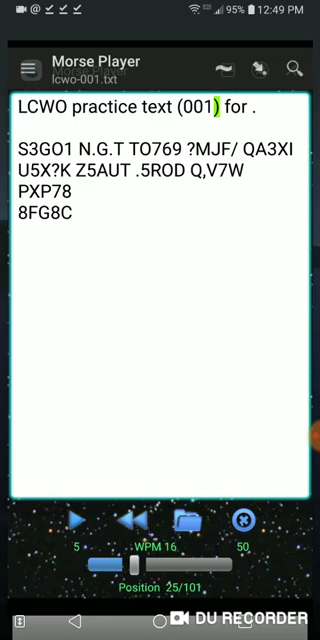 95% 12:49 PM
Morse Player
lcwo-001.txt
LCWO practice text (001) for .
S3GO1 N.G.T TO769 ?MJF/ QA3XI
U5X?K Z5AUT .5ROD Q,V7W
PXP78
8FG8C
5 WPM 16 50
Position 25/101
DU RECORDER